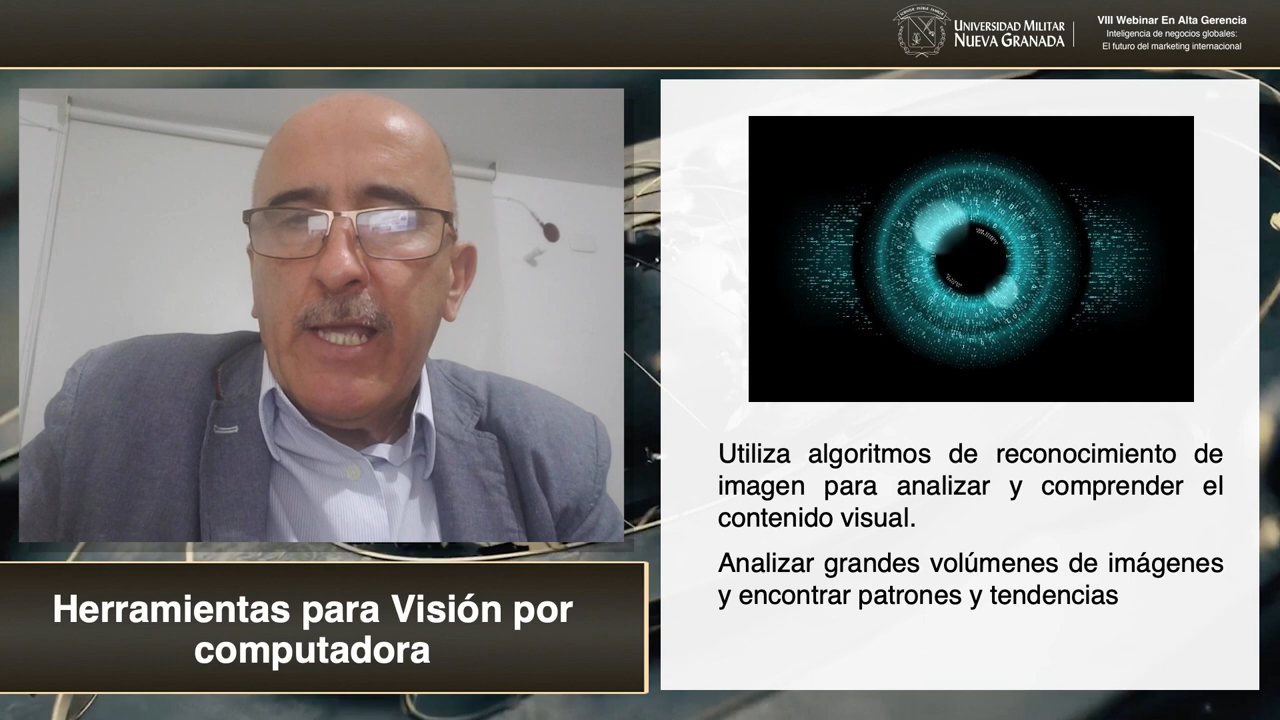 UNIVERSIDAD MILITAR
NUEVA GRANADA
VIII Webinar En Alta Gerencia
Inteligencia de negocios globales:
El futuro del marketing internacional
Utiliza algoritmos de reconocimiento de
imagen para analizar y comprender el
contenido visual.
Analizar grandes volúmenes de imágenes
y encontrar patrones y tendencias
Herramientas para Visión por
computadora